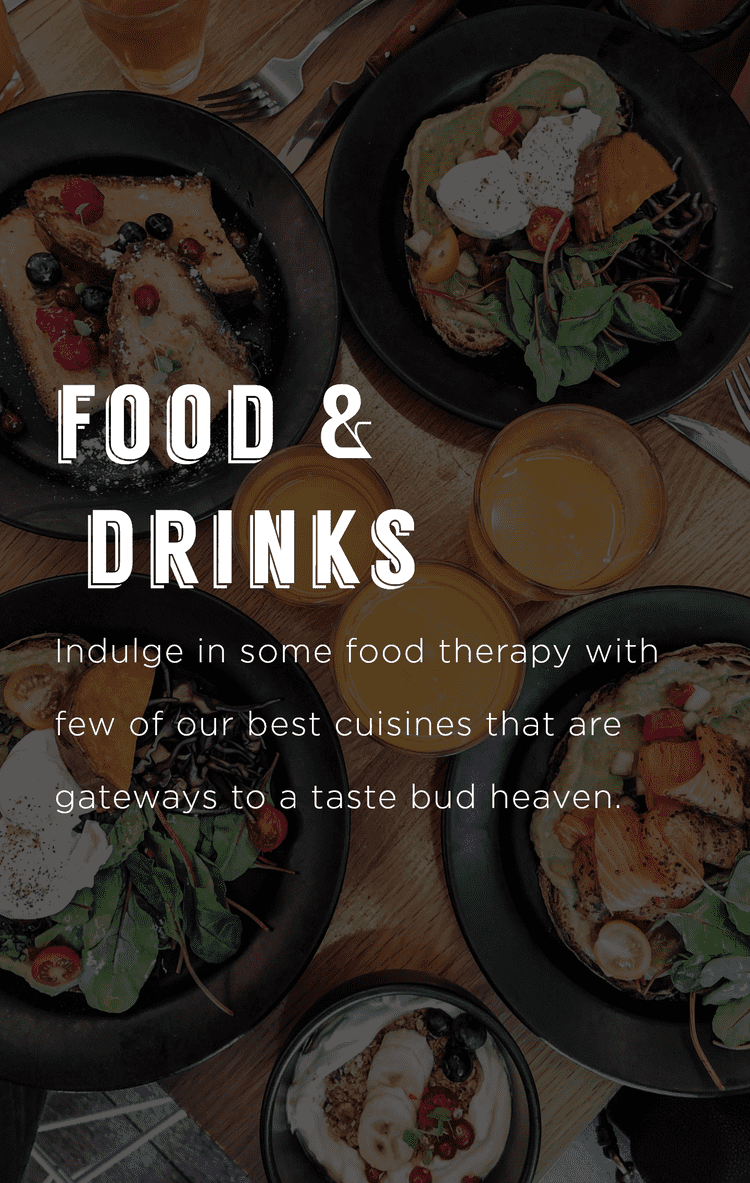 FOOD &
DRINKS
Indulge in some food therapy with
few of our best cuisines that are
gateways to a taste bud heaven.